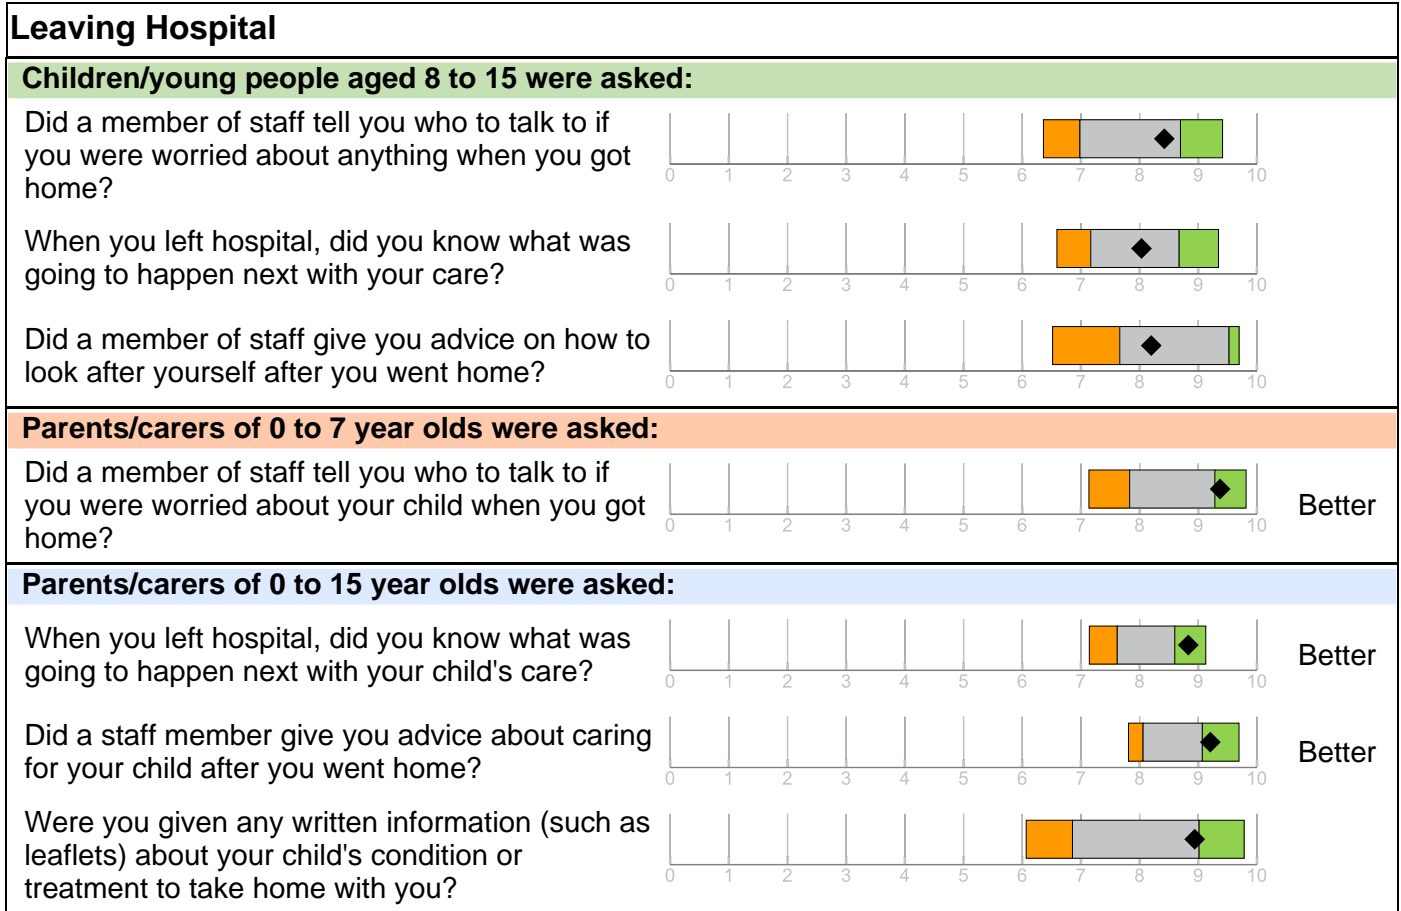 Leaving Hospital
Children/young people aged 8 to 15 were asked:
Did a member of staff tell you who to talk to if
you were worried about anything when you got
home?
0 1 2 3 4 5 6 7 8 9 10
When you left hospital, did you know what was
going to happen next with your care?
0 1 2 3 4 5 6 7 8 9 10
Did a member of staff give you advice on how to
look after yourself after you went home?
0 1 2 3 4 5 6 7 8 9 10
Parents/carers of 0 to 7 year olds were asked:
Did a member of staff tell you who to talk to if
you were worried about your child when you got
home?
0 1 2 3 4 5 6 7 8 9 10
Better
Parents/carers of 0 to 15 year olds were asked:
When you left hospital, did you know what was
going to happen next with your child's care?
0 1 2 3 4 5 6 7 8 9 10
Better
Did a staff member give you advice about caring
for your child after you went home?
0 1 2 3 4 5 6 7 8 9 10
Better
Were you given any written information (such as
leaflets) about your child's condition or
treatment to take home with you?
0 1 2 3 4 5 6 7 8 9 10